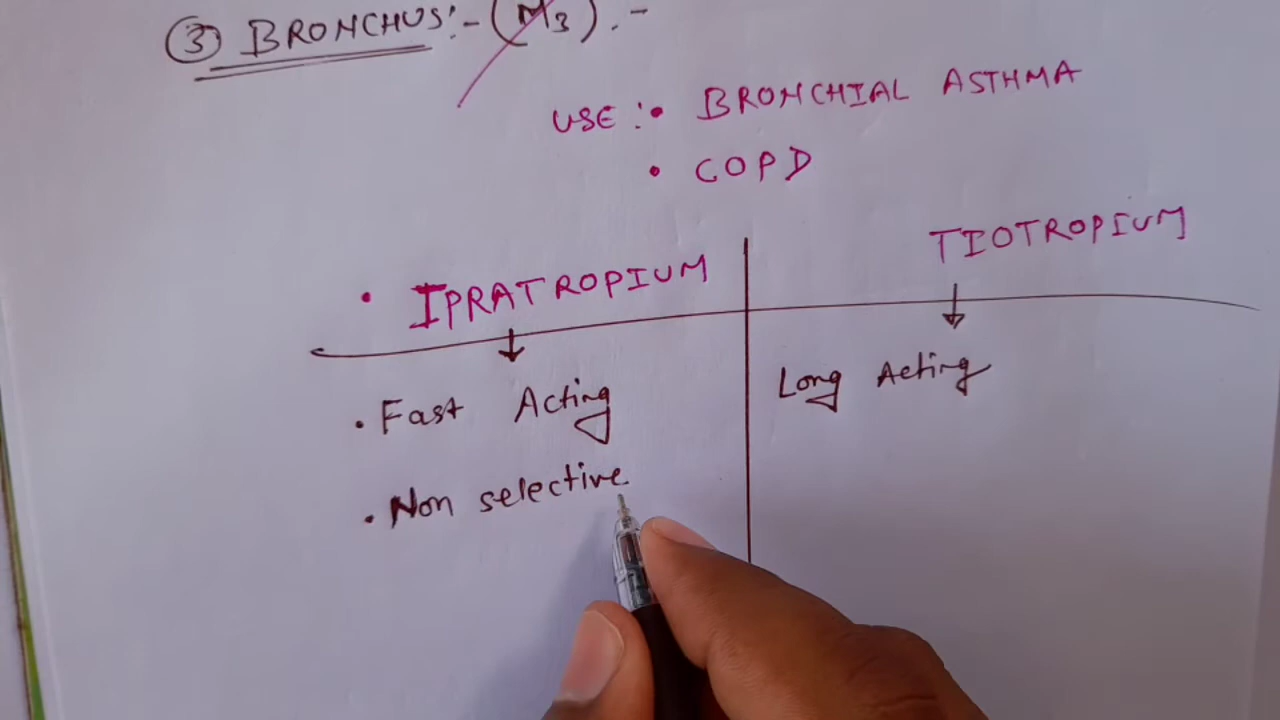 ③ BRONCHUS:- (M3).-
USE: • BRONCHIAL ASTHMA
• COPD
• IPRATROPIUM
TIOTROPIUM
• Fast Acting
Long Acting
• Non selective